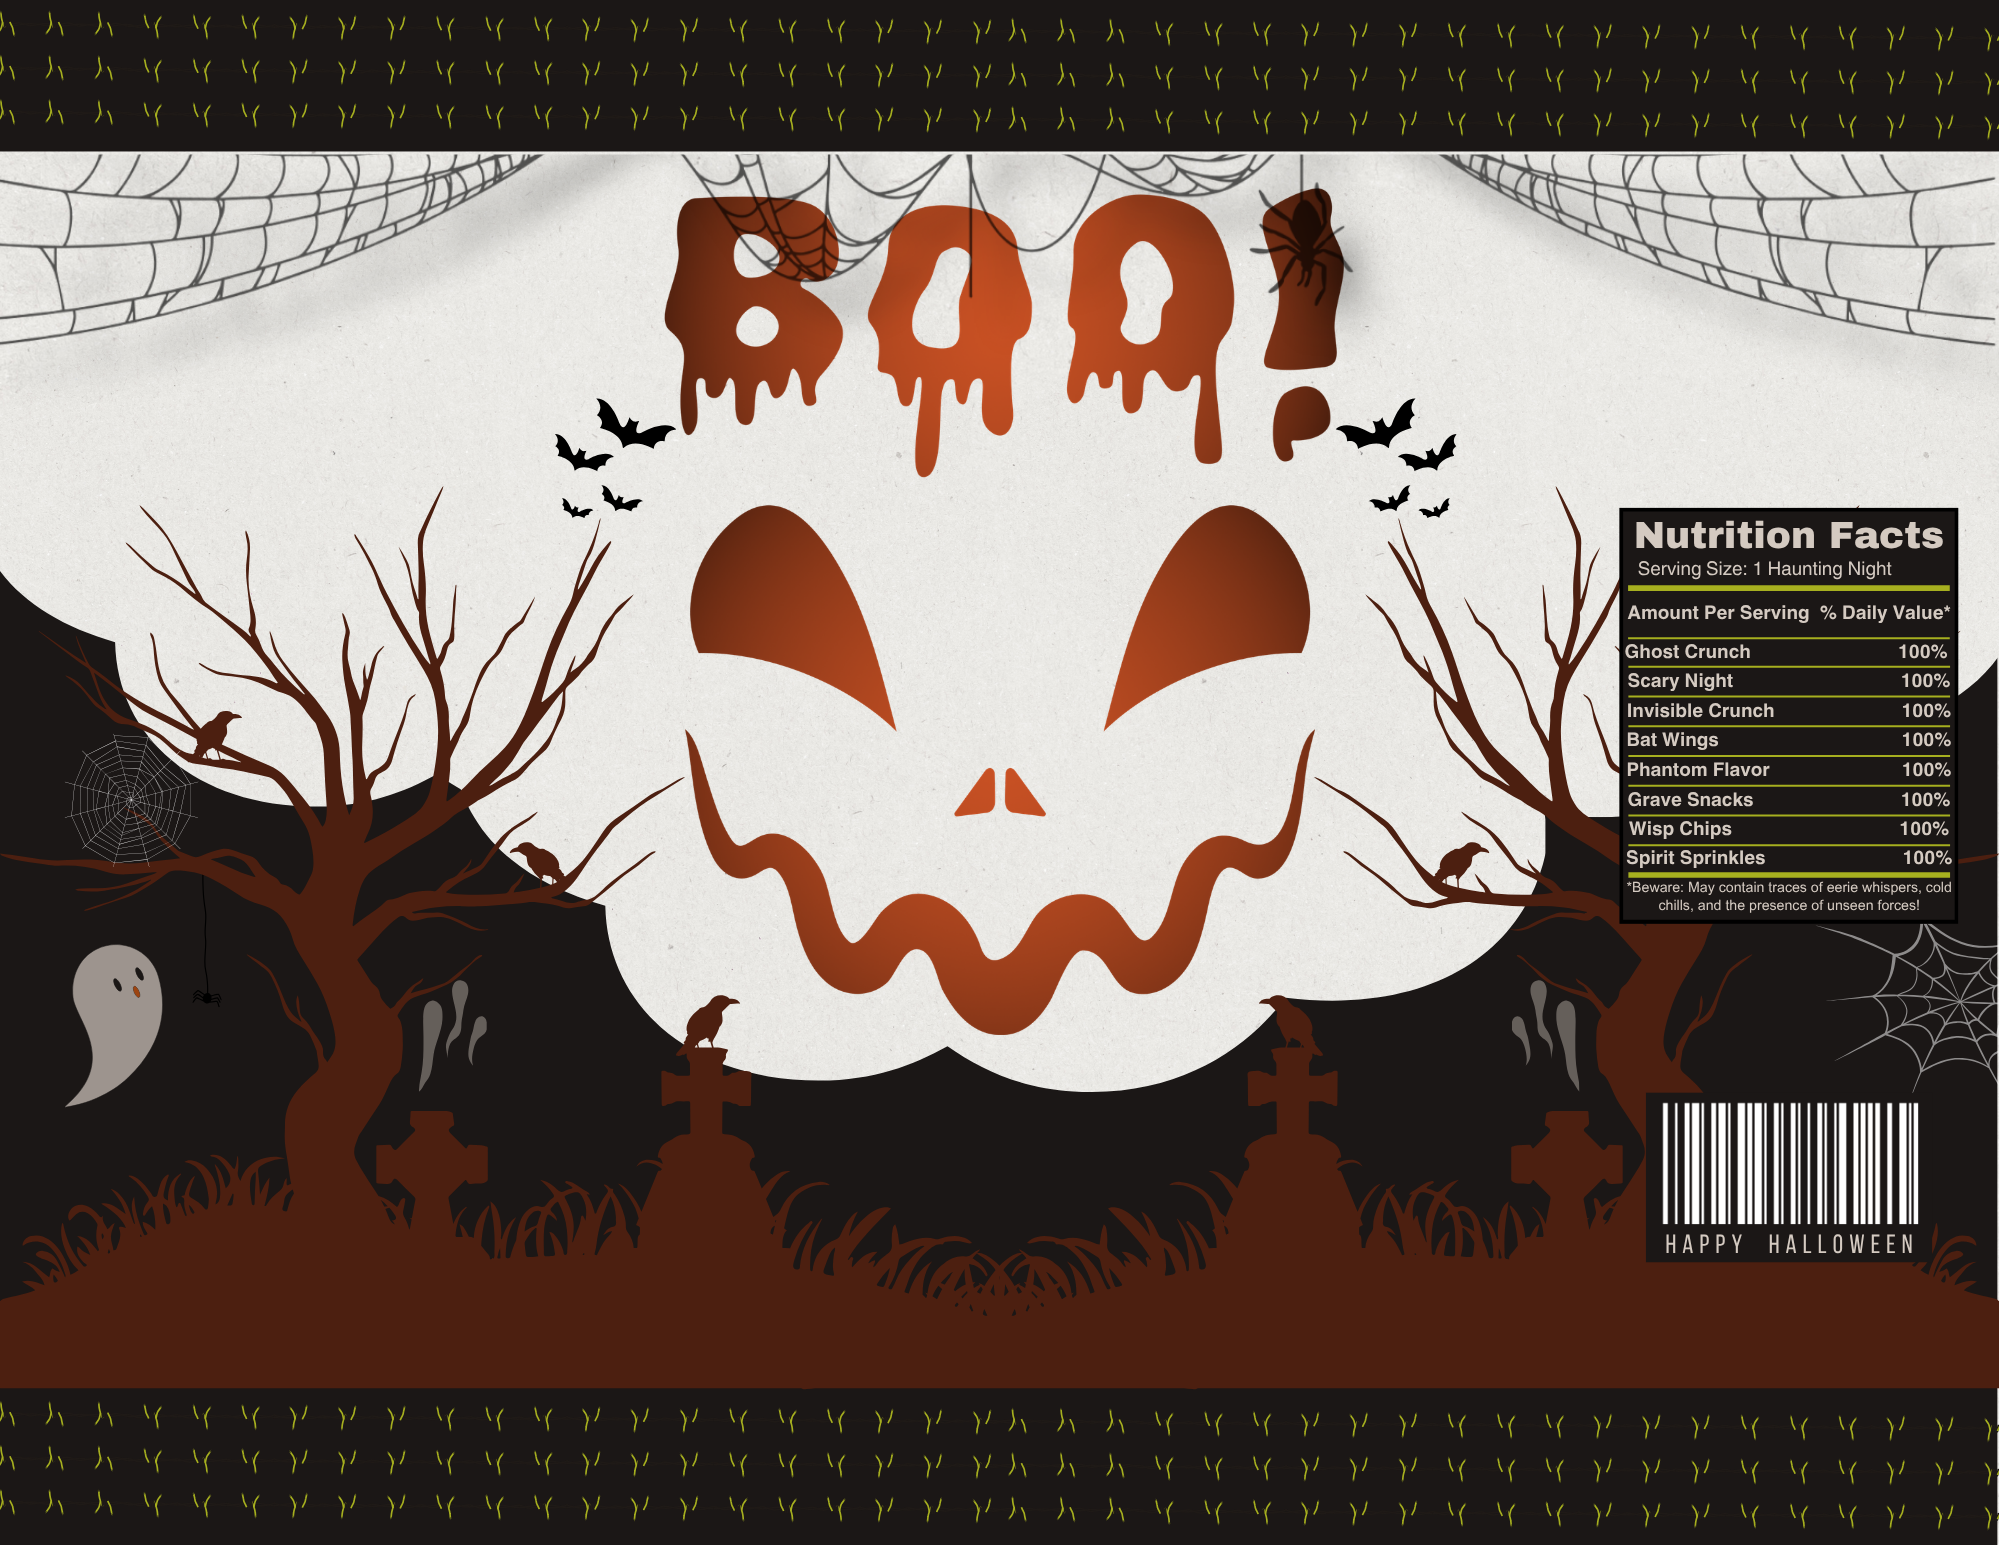 BOO!
Nutrition Facts
Serving Size: 1 Haunting Night
Amount Per Serving % Daily Value*
Ghost Crunch 100%
Scary Night 100%
Invisible Crunch 100%
Bat Wings 100%
Phantom Flavor 100%
Grave Snacks 100%
Wisp Chips 100%
Spirit Sprinkles 100%
*Beware: May contain traces of eerie whispers, cold
chills, and the presence of unseen forces!
HAPPY HALLOWEEN